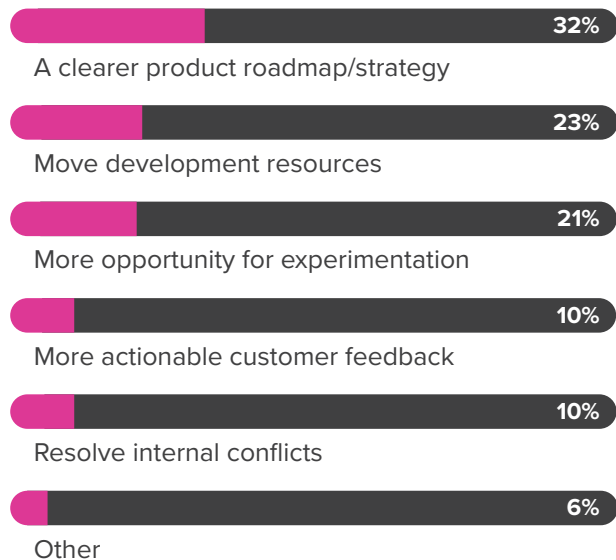 32%
A clearer product roadmap/strategy
23%
Move development resources
21%
More opportunity for experimentation
10%
More actionable customer feedback
10%
Resolve internal conflicts
6%
Other